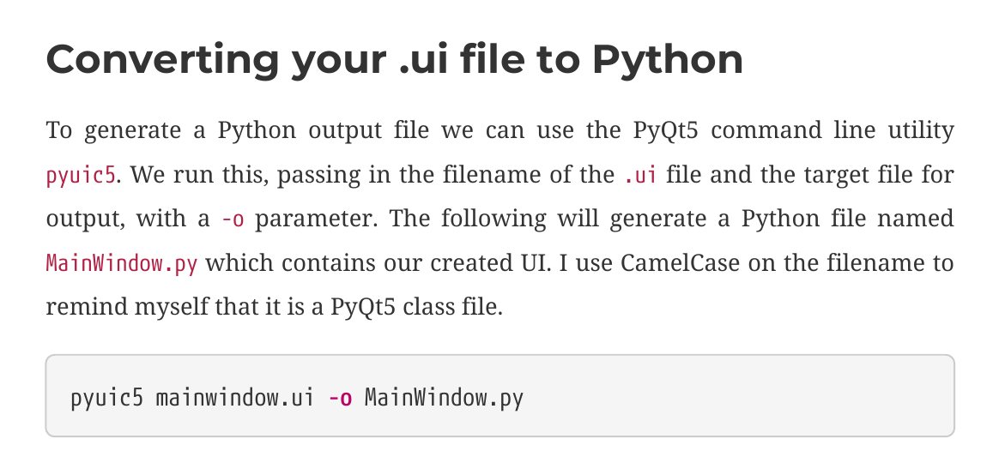 Converting your .ui file to Python
To generate a Python output file we can use the PyQt5 command line utility
pyuic5. We run this, passing in the filename of the .ui file and the target file for
output, with a -o parameter. The following will generate a Python file named
MainWindow.py which contains our created UI. I use CamelCase on the filename to
remind myself that it is a PyQt5 class file.
pyuic5 mainwindow.ui -o MainWindow.py